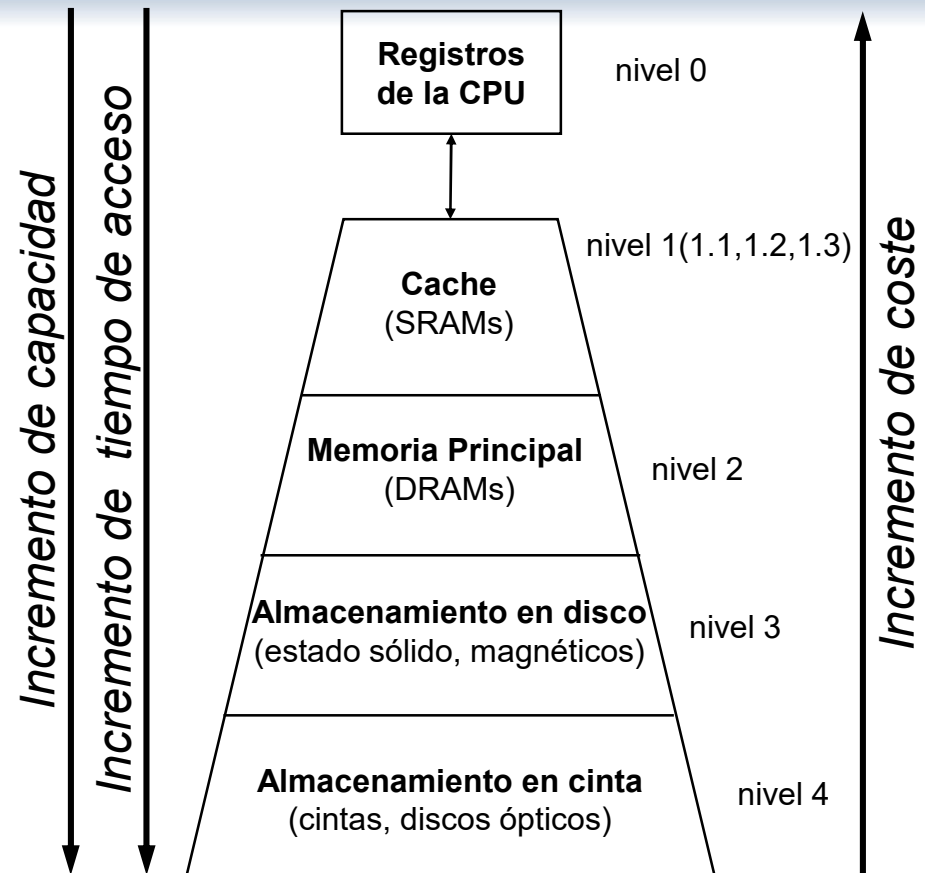 Incremento de capacidad
Incremento de tiempo de acceso
Registros
de la CPU
nivel 0
nivel 1(1.1,1.2,1.3)
Cache
(SRAMs)
Memoria Principal
(DRAMs)
nivel 2
Almacenamiento en disco
(estado sólido, magnéticos)
nivel 3
Almacenamiento en cinta
(cintas, discos ópticos)
nivel 4
Incremento de coste